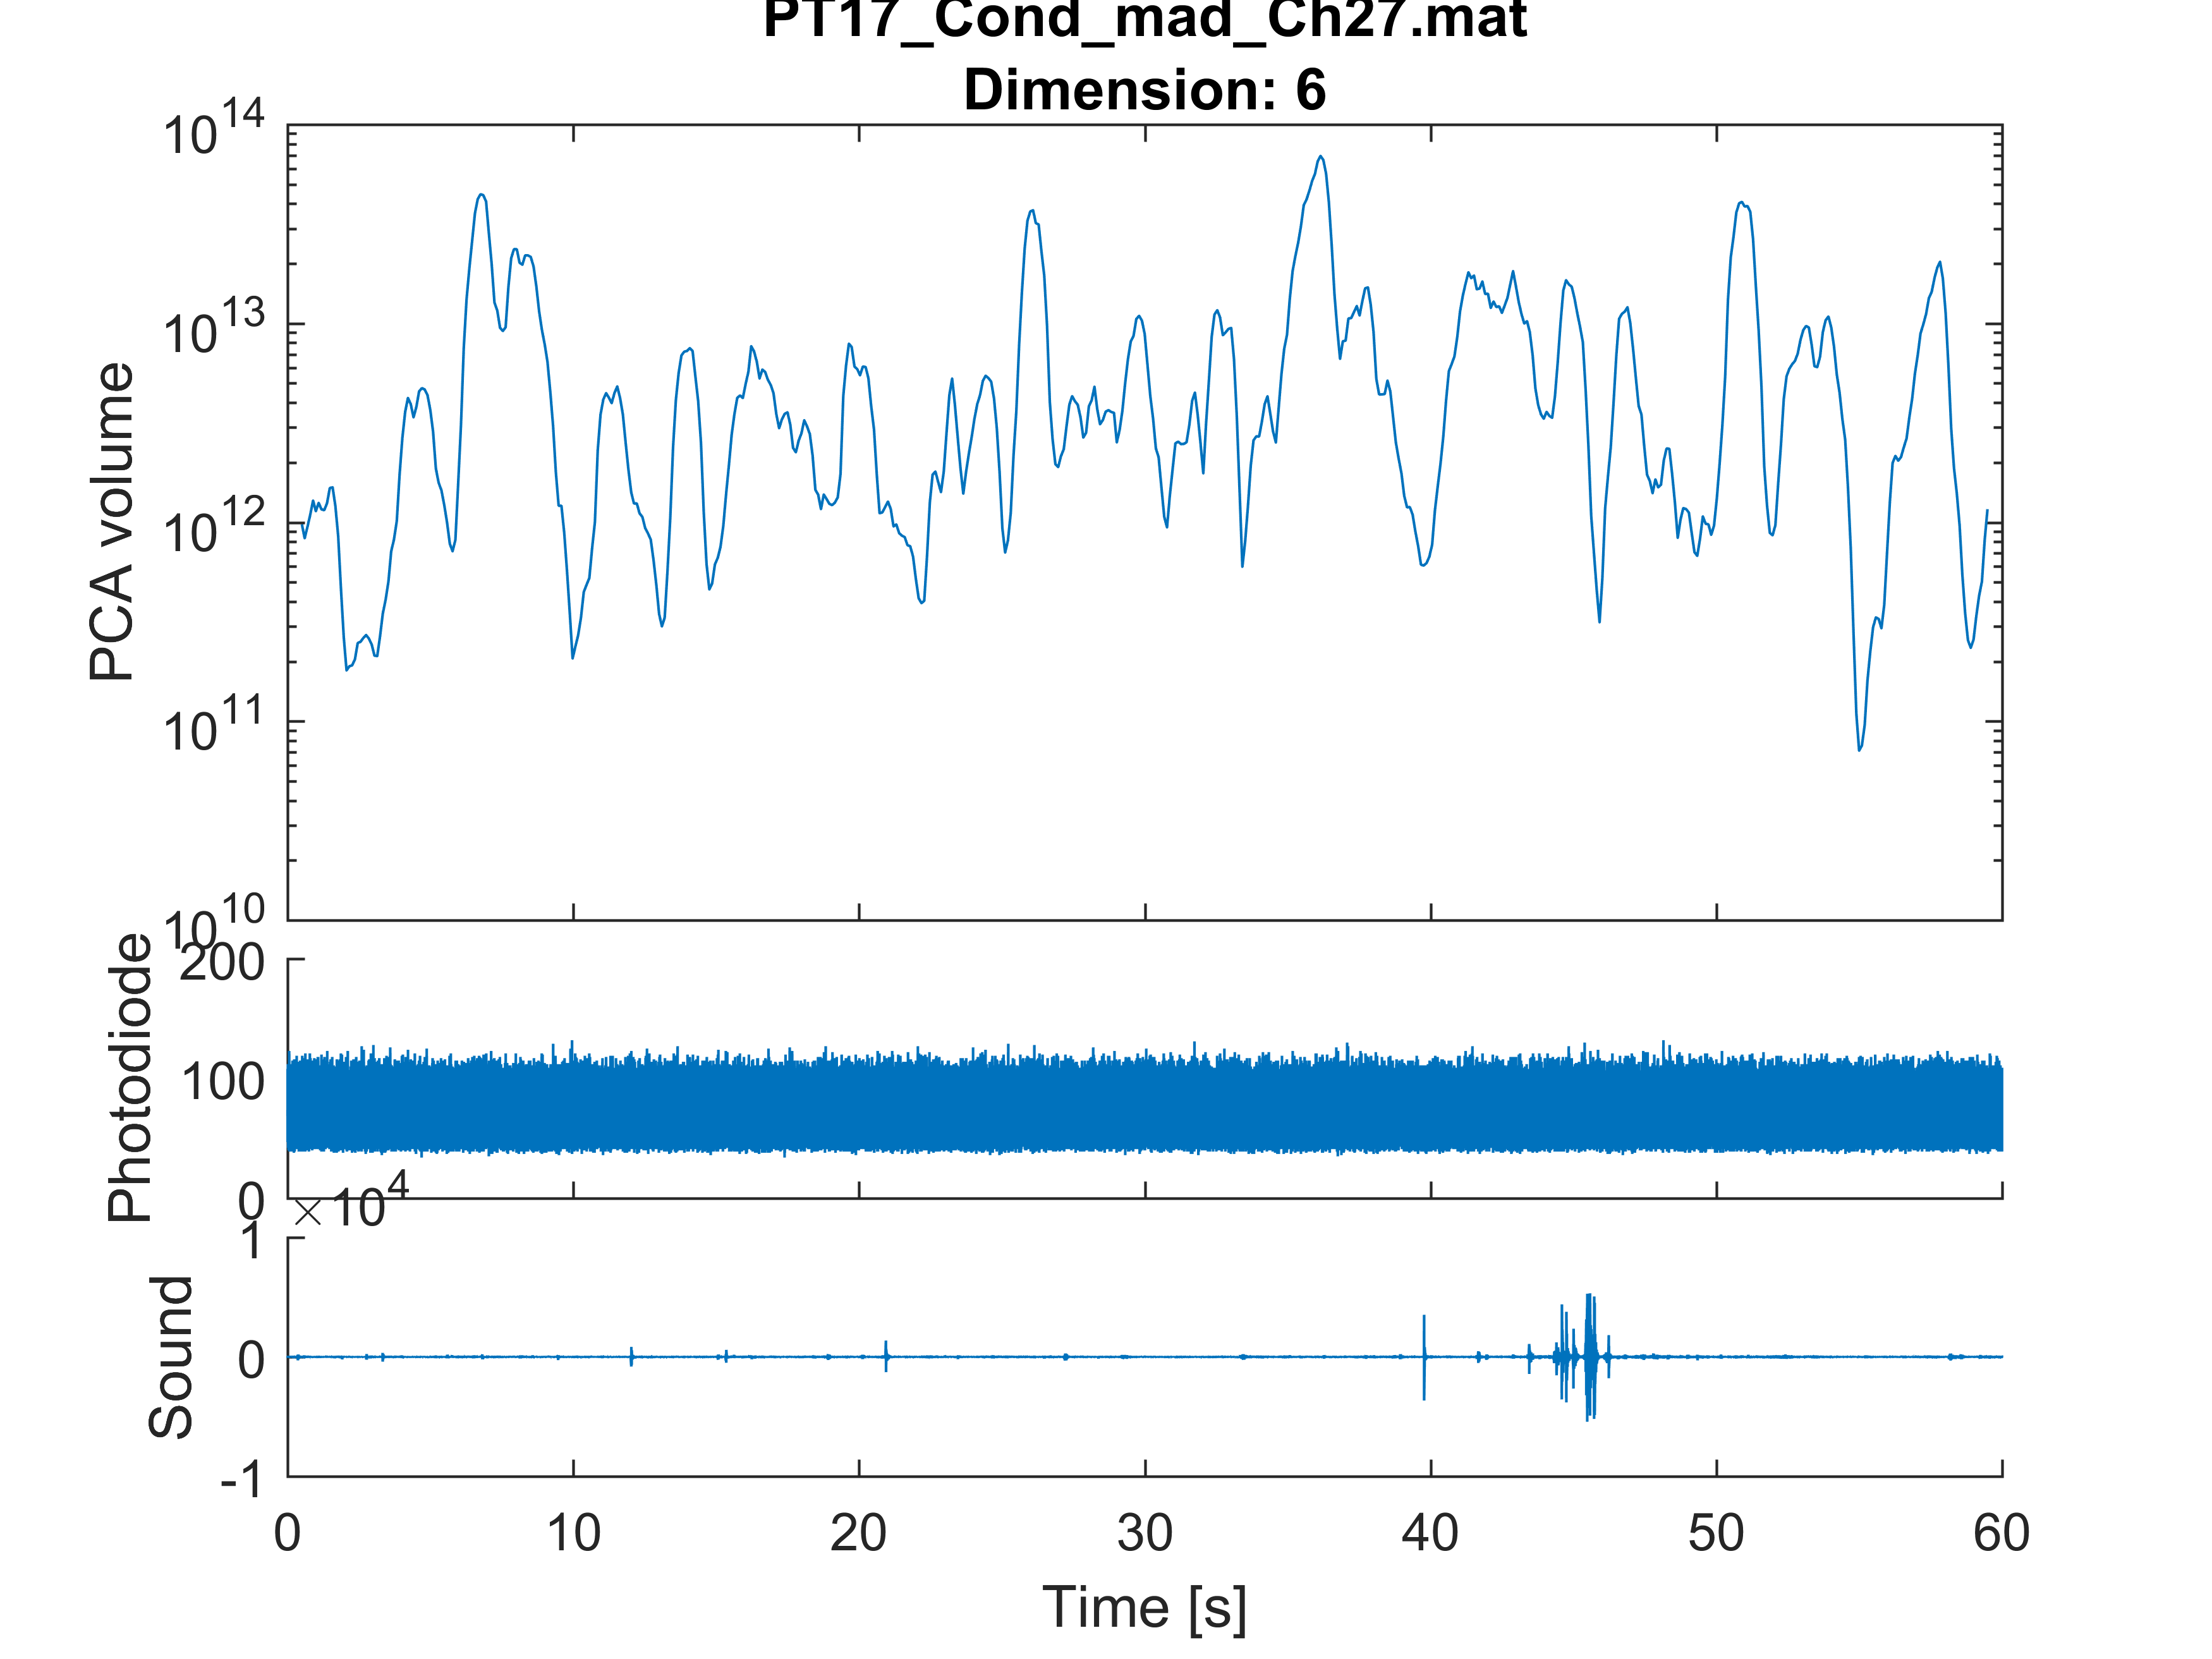 PT17_Cond_mad_Ch27.mat
Dimension: 6
PCA volume
10^14
10^13
10^12
10^11
10^10
Photodiode
200
100
0
×10^4
Sound
1
0
-1
0 10 20 30 40 50 60
Time [s]